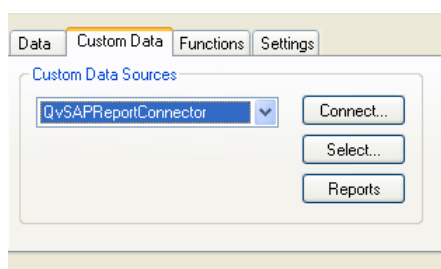 Data Custom Data Functions Settings
Custom Data Sources
QvSAPReportConnector Connect...
Select...
Reports